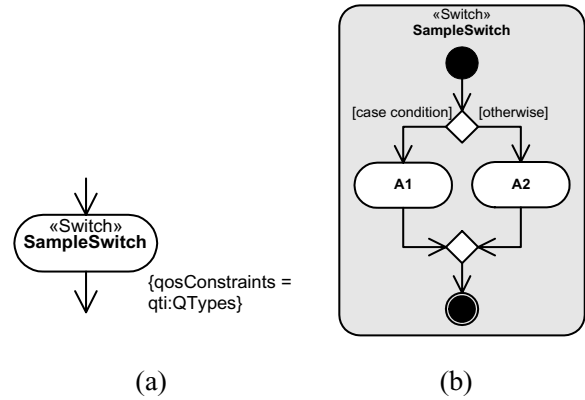 «Switch»
SampleSwitch
{qosConstraints =
qti:QTypes}
(a)
«Switch»
SampleSwitch
[case condition] [otherwise]
A1 A2
(b)